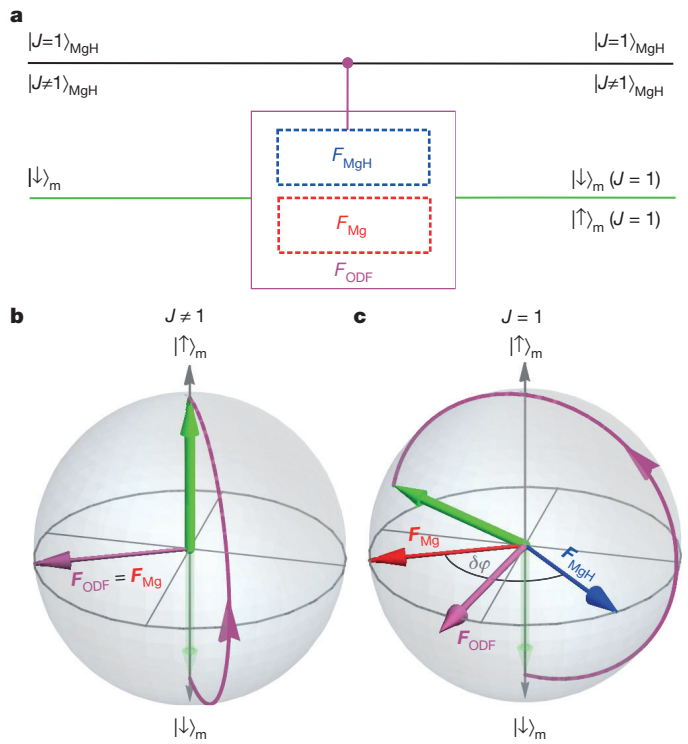 a
|J=1⟩MgH |J=1⟩MgH
|J≠1⟩MgH |J≠1⟩MgH
FMgH
|↓⟩m |↓⟩m (J = 1)
FMg |↑⟩m (J = 1)
FODF
b J ≠ 1 c J = 1
|↑⟩m |↑⟩m
FMg
FODF = FMg δφ FMgH
FODF
|↓⟩m |↓⟩m